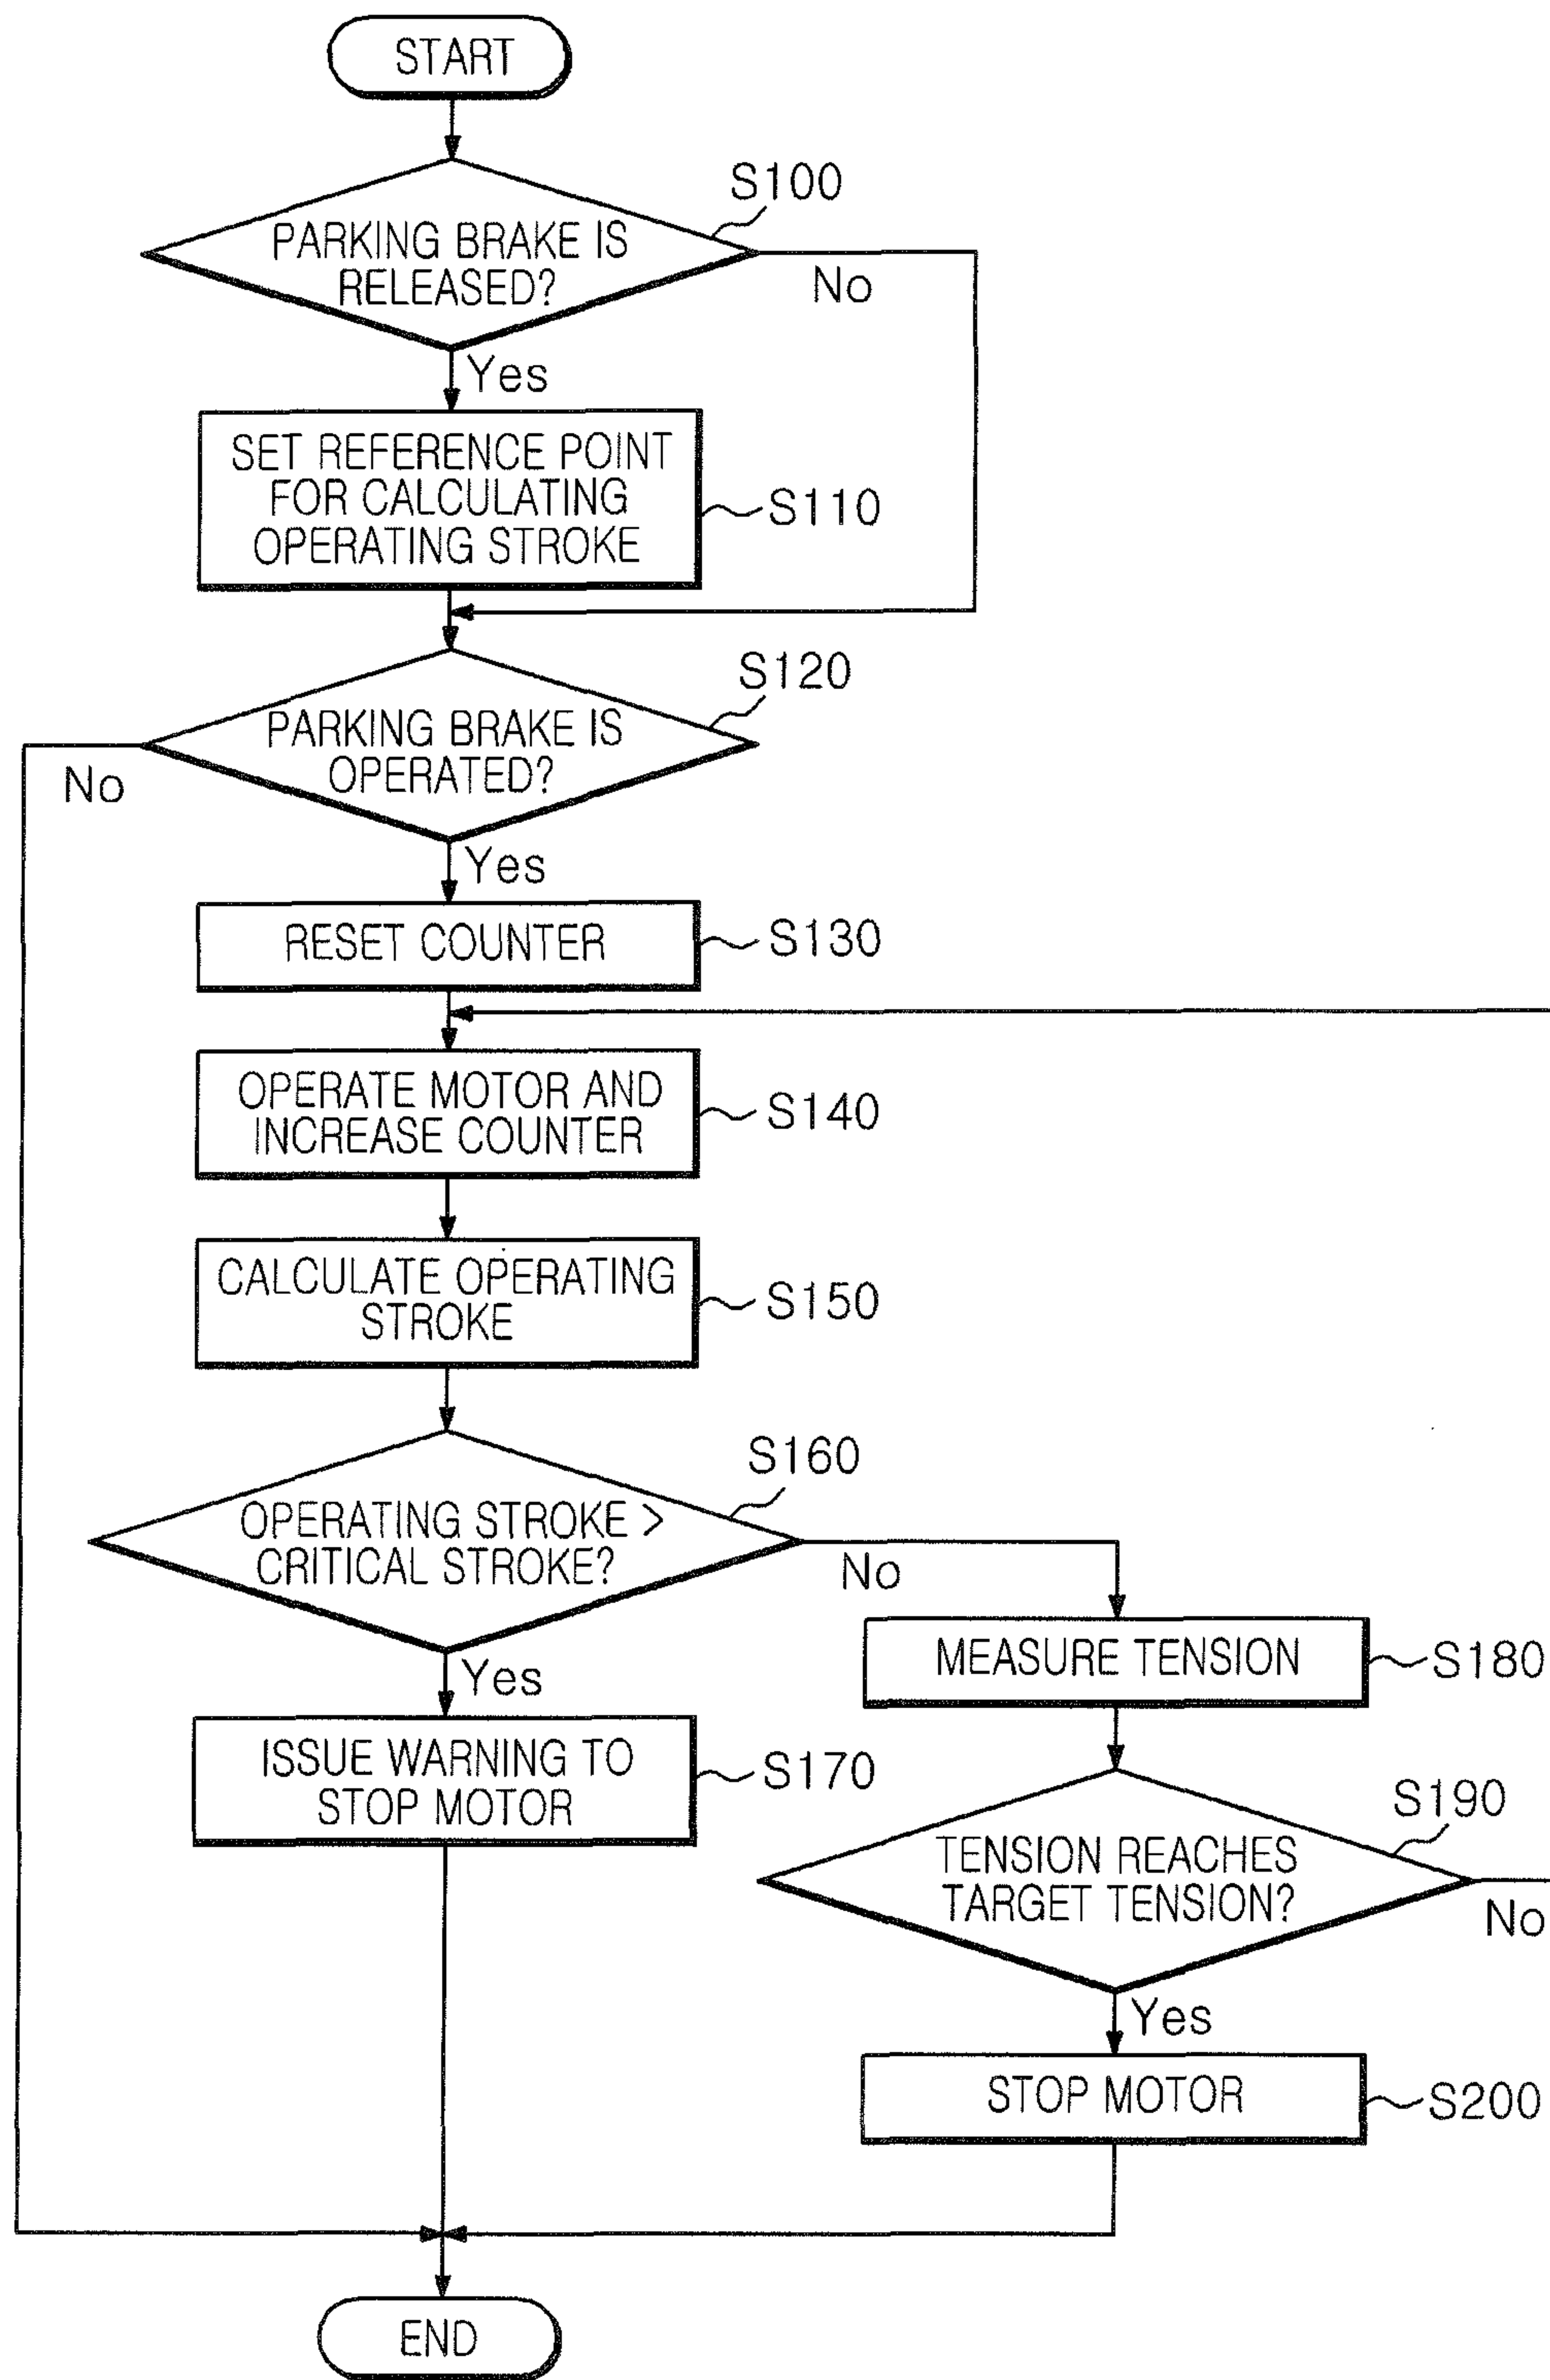 START
S100
PARKING BRAKE IS
RELEASED?
No
Yes
SET REFERENCE POINT
FOR CALCULATING
OPERATING STROKE
S110
S120
PARKING BRAKE IS
OPERATED?
No
Yes
RESET COUNTER
S130
OPERATE MOTOR AND
INCREASE COUNTER
S140
CALCULATE OPERATING
STROKE
S150
S160
OPERATING STROKE >
CRITICAL STROKE?
No
Yes
MEASURE TENSION
S180
ISSUE WARNING TO
STOP MOTOR
S170
S190
TENSION REACHES
TARGET TENSION?
No
Yes
STOP MOTOR
S200
END